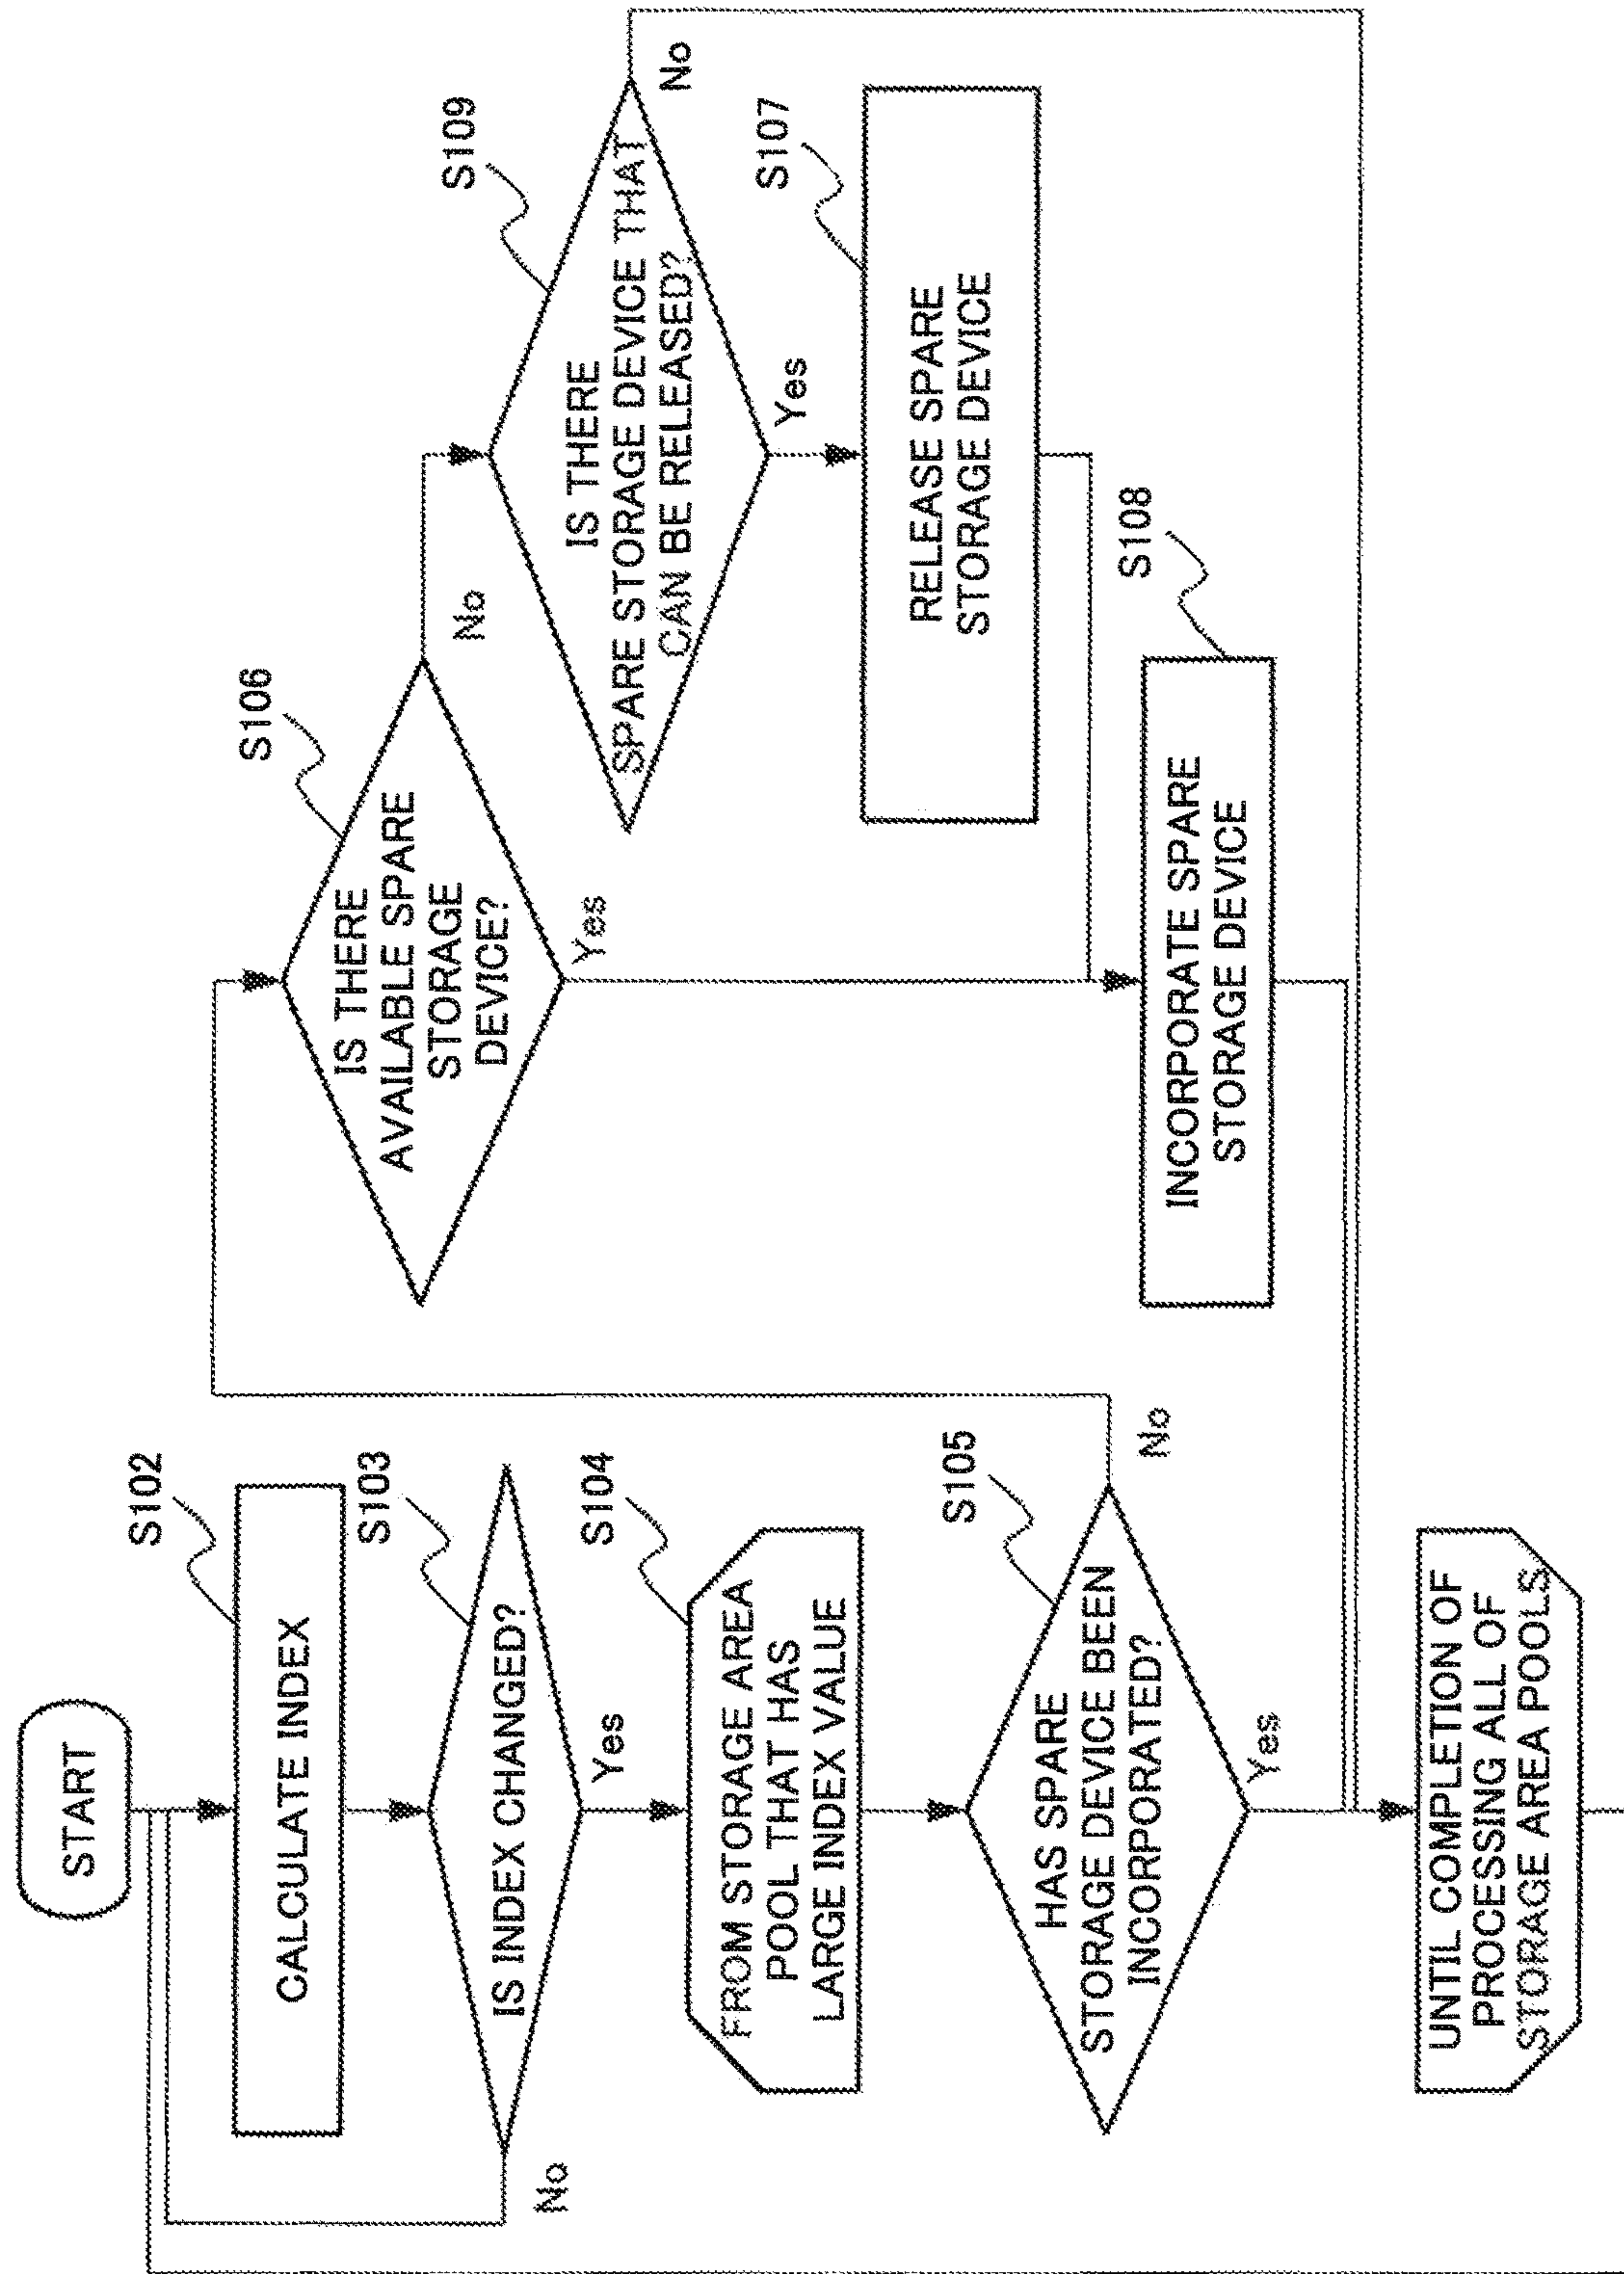 START
S102
CALCULATE INDEX
S103
IS INDEX CHANGED?
No
Yes
S104
FROM STORAGE AREA
POOL THAT HAS
LARGE INDEX VALUE
S105
HAS SPARE
STORAGE DEVICE BEEN
INCORPORATED?
No
Yes
UNTIL COMPLETION OF
PROCESSING ALL OF
STORAGE AREA POOLS
S106
IS THERE
AVAILABLE SPARE
STORAGE
DEVICE?
No
Yes
S109
IS THERE
SPARE STORAGE DEVICE THAT
CAN BE RELEASED?
No
Yes
S107
RELEASE SPARE
STORAGE DEVICE
S108
INCORPORATE SPARE
STORAGE DEVICE